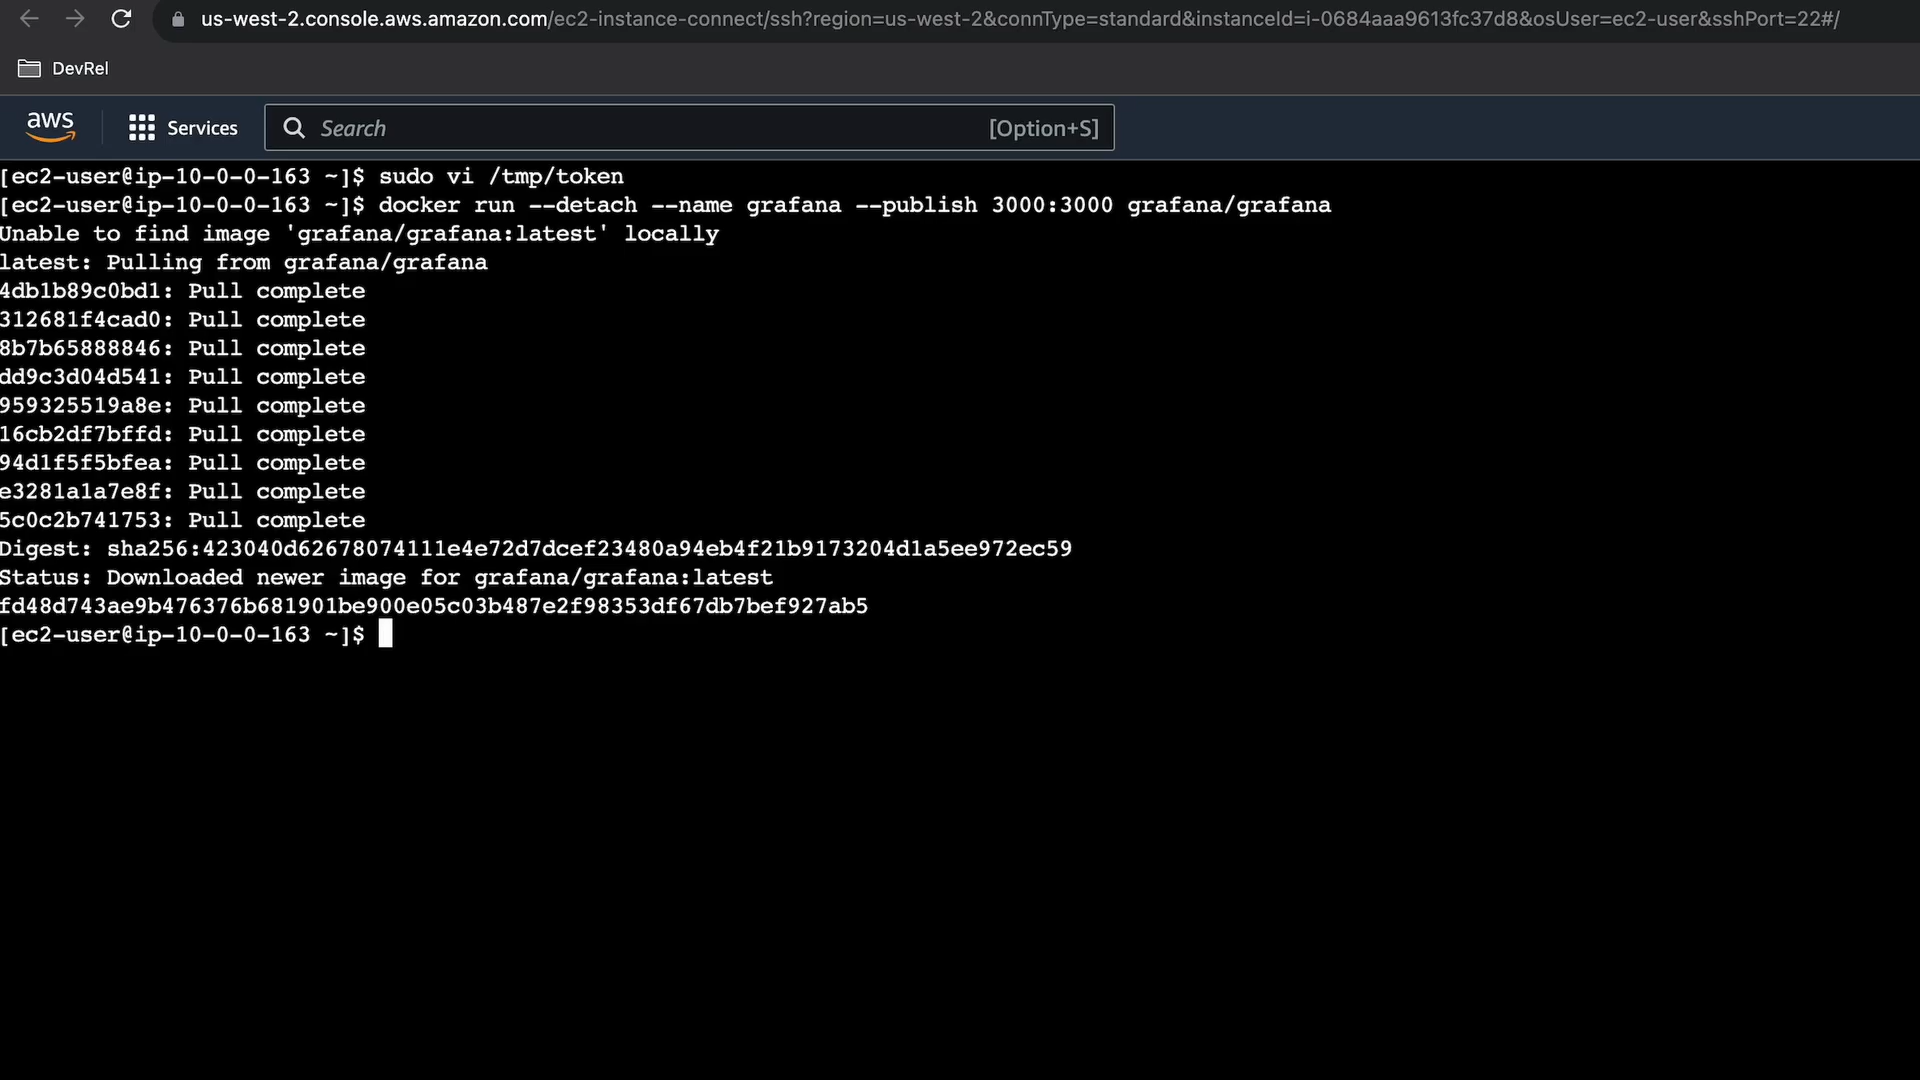 us-west-2.console.aws.amazon.com/ec2-instance-connect/ssh?region=us-west-2&connType=standard&instanceId=i-0684aaa9613fc37d8&osUser=ec2-user&sshPort=22#/
DevRel
aws Services Search [Option+S]
[ec2-user@ip-10-0-0-163 ~]$ sudo vi /tmp/token
[ec2-user@ip-10-0-0-163 ~]$ docker run --detach --name grafana --publish 3000:3000 grafana/grafana
Unable to find image 'grafana/grafana:latest' locally
latest: Pulling from grafana/grafana
4db1b89c0bd1: Pull complete
312681f4cad0: Pull complete
8b7b65888846: Pull complete
dd9c3d04d541: Pull complete
959325519a8e: Pull complete
16cb2df7bffd: Pull complete
94d1f5f5bfea: Pull complete
e3281a1a7e8f: Pull complete
5c0c2b741753: Pull complete
Digest: sha256:423040d62678074111e4e72d7dcef23480a94eb4f21b9173204d1a5ee972ec59
Status: Downloaded newer image for grafana/grafana:latest
fd48d743ae9b476376b681901be900e05c03b487e2f98353df67db7bef927ab5
[ec2-user@ip-10-0-0-163 ~]$